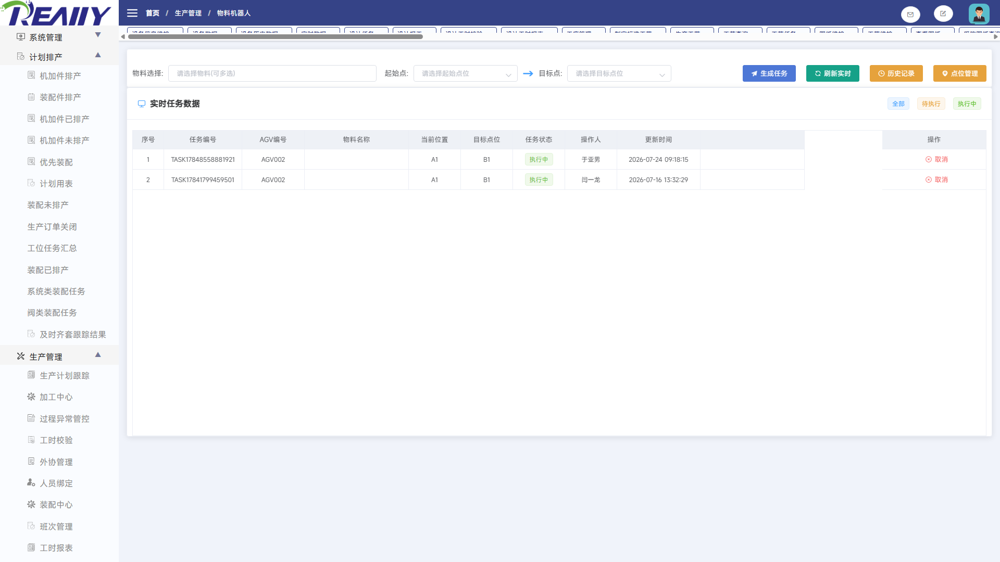 REAllY
首页 / 生产管理 / 物料机器人
系统管理
计划排产
机加件排产
装配件排产
机加件已排产
机加件未排产
优先装配
计划用表
装配未排产
生产订单关闭
工位任务汇总
装配已排产
系统类装配任务
阀类装配任务
及时齐套跟踪结果
生产管理
生产计划跟踪
加工中心
过程异常管控
工时校验
外协管理
人员绑定
装配中心
班次管理
工时报表
物料选择: 请选择物料(可多选) 起始点: 请选择起始点位 目标点: 请选择目标点位 生成任务 刷新实时 历史记录 点位管理
实时任务数据 全部 待执行 执行中
序号 任务编号 AGV编号 物料名称 当前位置 目标点位 任务状态 操作人 更新时间 操作
1 TASK17848558881921 AGV002 A1 B1 执行中 于亚男 2026-07-24 09:18:15 取消
2 TASK17841799459501 AGV002 A1 B1 执行中 闫一龙 2026-07-16 13:32:29 取消